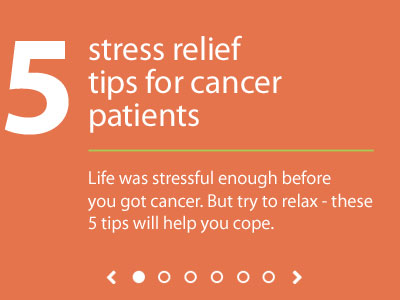 5
stress relief
tips for cancer
patients
Life was stressful enough before
you got cancer. But try to relax - these
5 tips will help you cope.